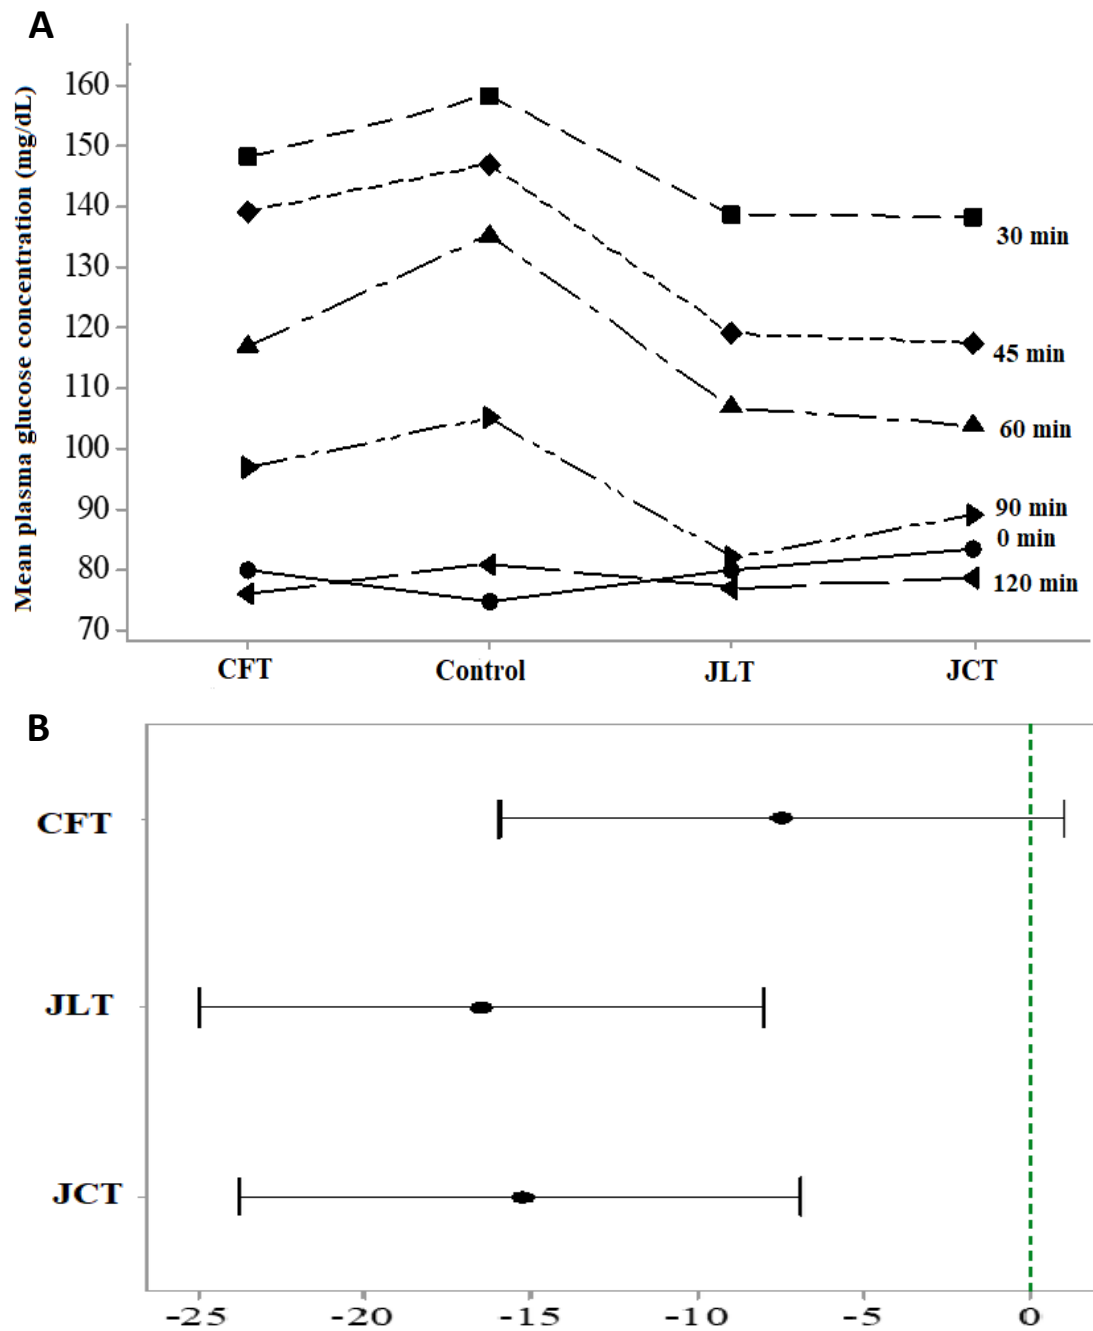 A
Mean plasma glucose concentration (mg/dL)
160
150
140
130
120
110
100
90
80
70
30 min
45 min
60 min
90 min
0 min
120 min
CFT Control JLT JCT
B
CFT
JLT
JCT
-25 -20 -15 -10 -5 0